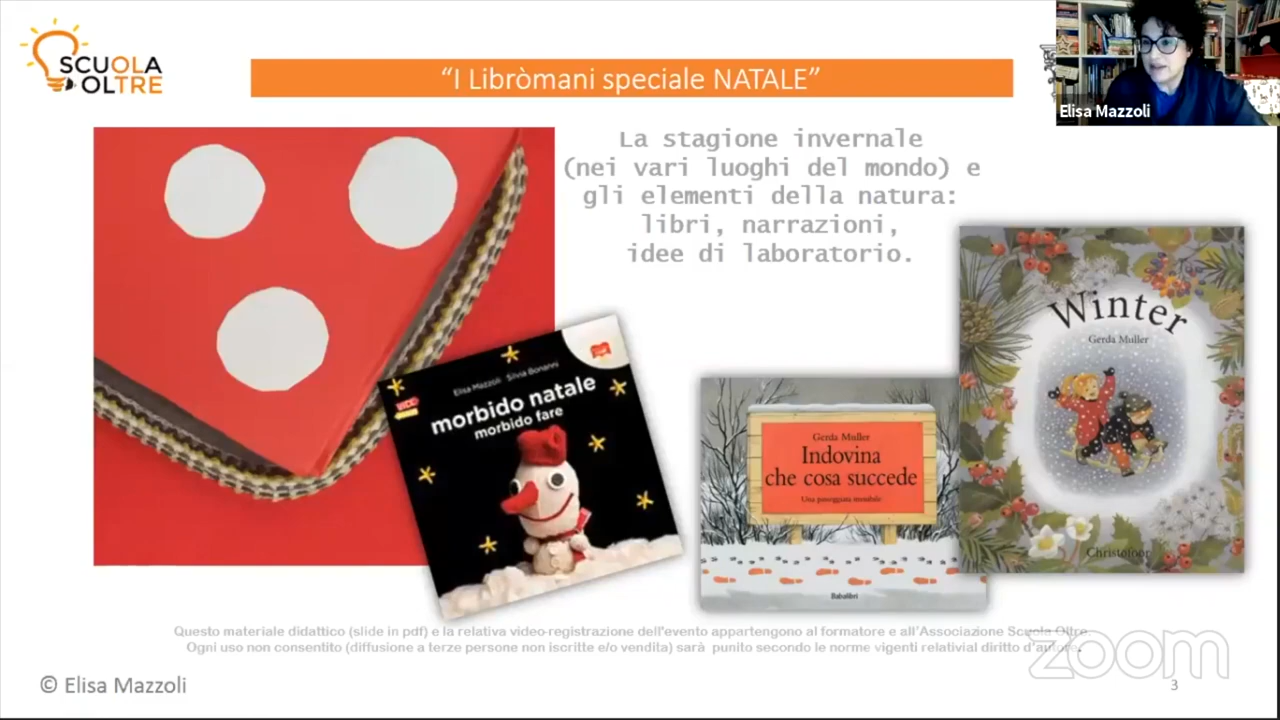 SCUOLA
OLTRE
“I Libròmani speciale NATALE”
Elisa Mazzoli
La stagione invernale
(nei vari luoghi del mondo) e
gli elementi della natura:
libri, narrazioni,
idee di laboratorio.
Elisa Mazzoli Silvia Bonanni
morbido natale
morbido fare
Gerda Muller
Indovina
che cosa succede
Una passeggiata invisibile
Babalibri
Winter
Gerda Muller
Christofoor
Questo materiale didattico (slide in pdf) e la relativa video-registrazione dell'evento appartengono al formatore e all'Associazione Scuola Oltre.
Ogni uso non consentito (diffusione a terze persone non iscritte e/o vendita) sarà punito secondo le norme vigenti relativial diritto d'autore.
zoom
© Elisa Mazzoli
3